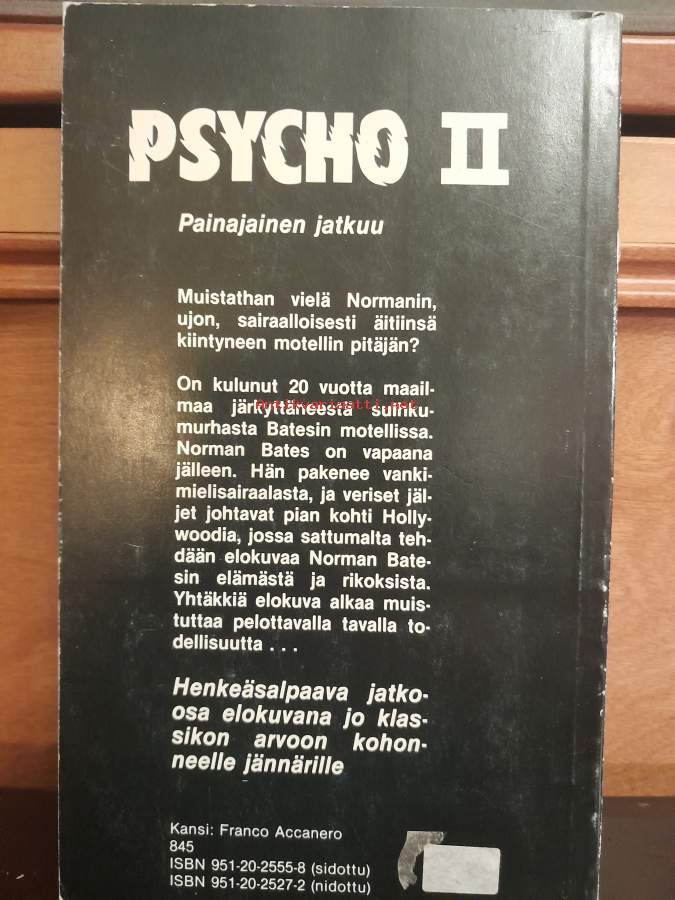 PSYCHO II
Painajainen jatkuu
Muistathan vielä Normanin,
ujon, sairaalloisesti äitiinsä
kiintyneen motellin pitäjän?
On kulunut 20 vuotta maail-
maa järkyttäneestä suihku-
murhasta Batesin motellissa.
Norman Bates on vapaana
jälleen. Hän pakenee vanki-
mielisairaalasta, ja veriset jäl-
jet johtavat pian kohti Holly-
woodia, jossa sattumalta teh-
dään elokuvaa Norman Bate-
sin elämästä ja rikoksista.
Yhtäkkiä elokuva alkaa muis-
tuttaa pelottavalla tavalla to-
dellisuutta . . .
Henkeäsalpaava jatko-
osa elokuvana jo klas-
sikon arvoon kohon-
neelle jännärille
Kansi: Franco Accanero
845
ISBN 951-20-2555-8 (sidottu)
ISBN 951-20-2527-2 (nidottu)
antikvariaatti.net